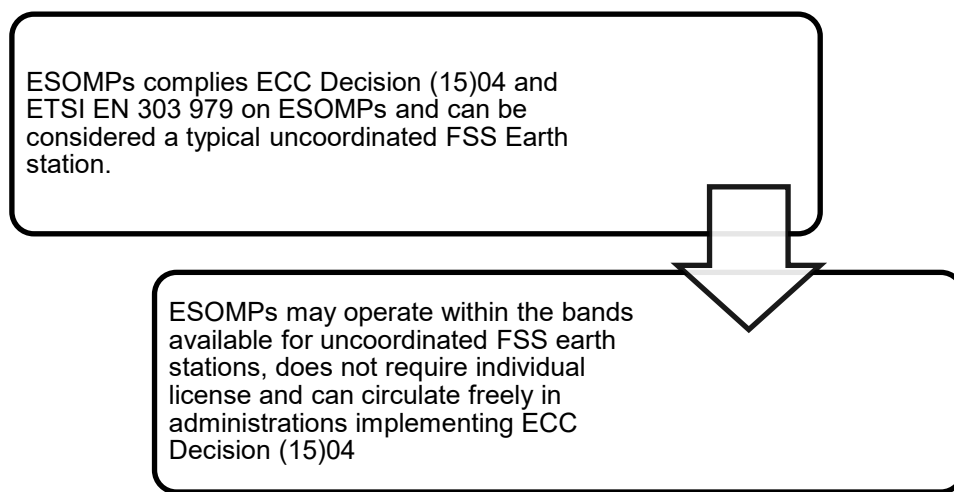 ESOMPs complies ECC Decision (15)04 and
ETSI EN 303 979 on ESOMPs and can be
considered a typical uncoordinated FSS Earth
station.
ESOMPs may operate within the bands
available for uncoordinated FSS earth
stations, does not require individual
license and can circulate freely in
administrations implementing ECC
Decision (15)04